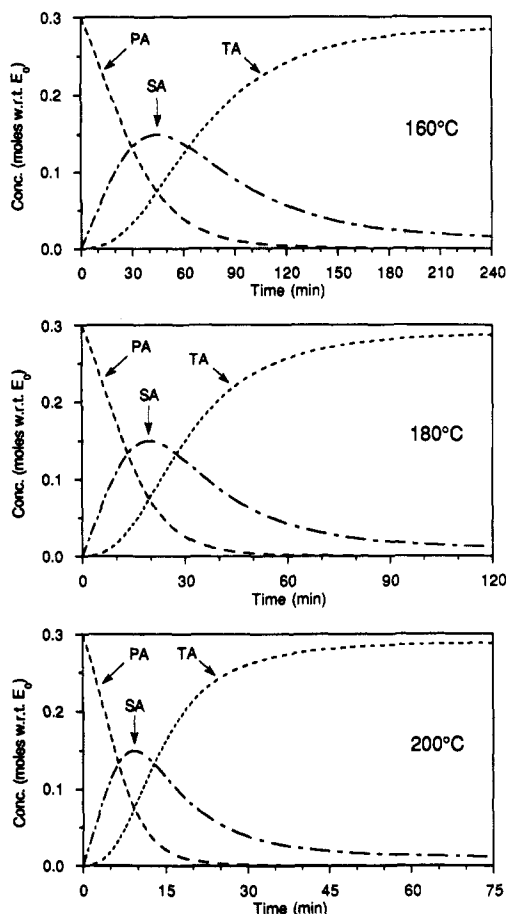 0.3
PA
TA
SA
0.2
160°C
0.1
0.0
Conc. (moles w.r.t. E₀)
0 30 60 90 120 150 180 210 240
Time (min)
0.3
PA
TA
SA
0.2
180°C
0.1
0.0
Conc. (moles w.r.t. E₀)
0 30 60 90 120
Time (min)
0.3
PA
TA
SA
0.2
200°C
0.1
0.0
Conc. (moles w.r.t. E₀)
0 15 30 45 60 75
Time (min)